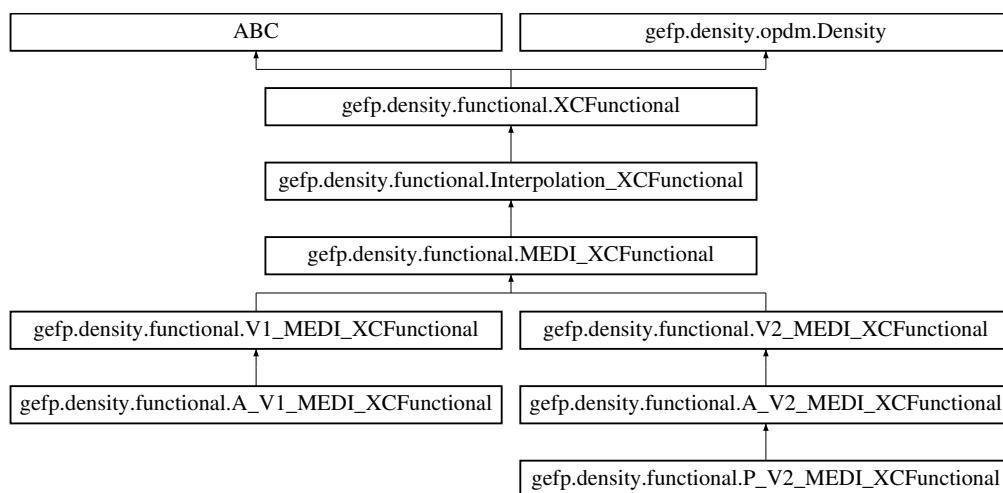 ABC
gefp.density.opdm.Density
gefp.density.functional.XCFunctional
gefp.density.functional.Interpolation_XCFunctional
gefp.density.functional.MEDI_XCFunctional
gefp.density.functional.V1_MEDI_XCFunctional
gefp.density.functional.V2_MEDI_XCFunctional
gefp.density.functional.A_V1_MEDI_XCFunctional
gefp.density.functional.A_V2_MEDI_XCFunctional
gefp.density.functional.P_V2_MEDI_XCFunctional